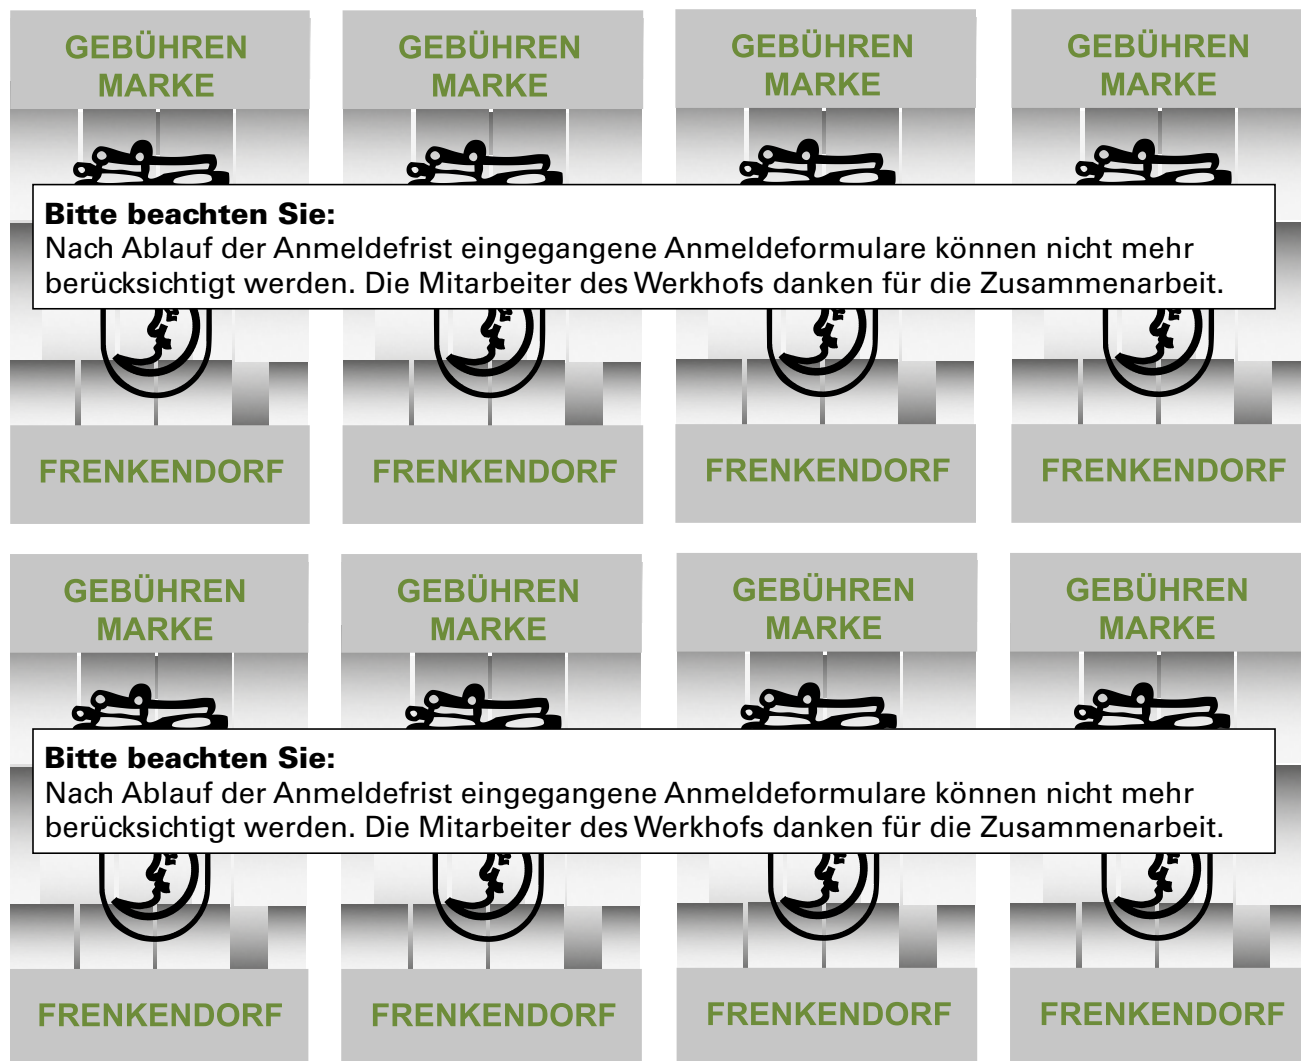 GEBÜHREN
MARKE
GEBÜHREN
MARKE
GEBÜHREN
MARKE
GEBÜHREN
MARKE
Bitte beachten Sie:
Nach Ablauf der Anmeldefrist eingegangene Anmeldeformulare können nicht mehr
berücksichtigt werden. Die Mitarbeiter des Werkhofs danken für die Zusammenarbeit.
FRENKENDORF
FRENKENDORF
FRENKENDORF
FRENKENDORF
GEBÜHREN
MARKE
GEBÜHREN
MARKE
GEBÜHREN
MARKE
GEBÜHREN
MARKE
Bitte beachten Sie:
Nach Ablauf der Anmeldefrist eingegangene Anmeldeformulare können nicht mehr
berücksichtigt werden. Die Mitarbeiter des Werkhofs danken für die Zusammenarbeit.
FRENKENDORF
FRENKENDORF
FRENKENDORF
FRENKENDORF